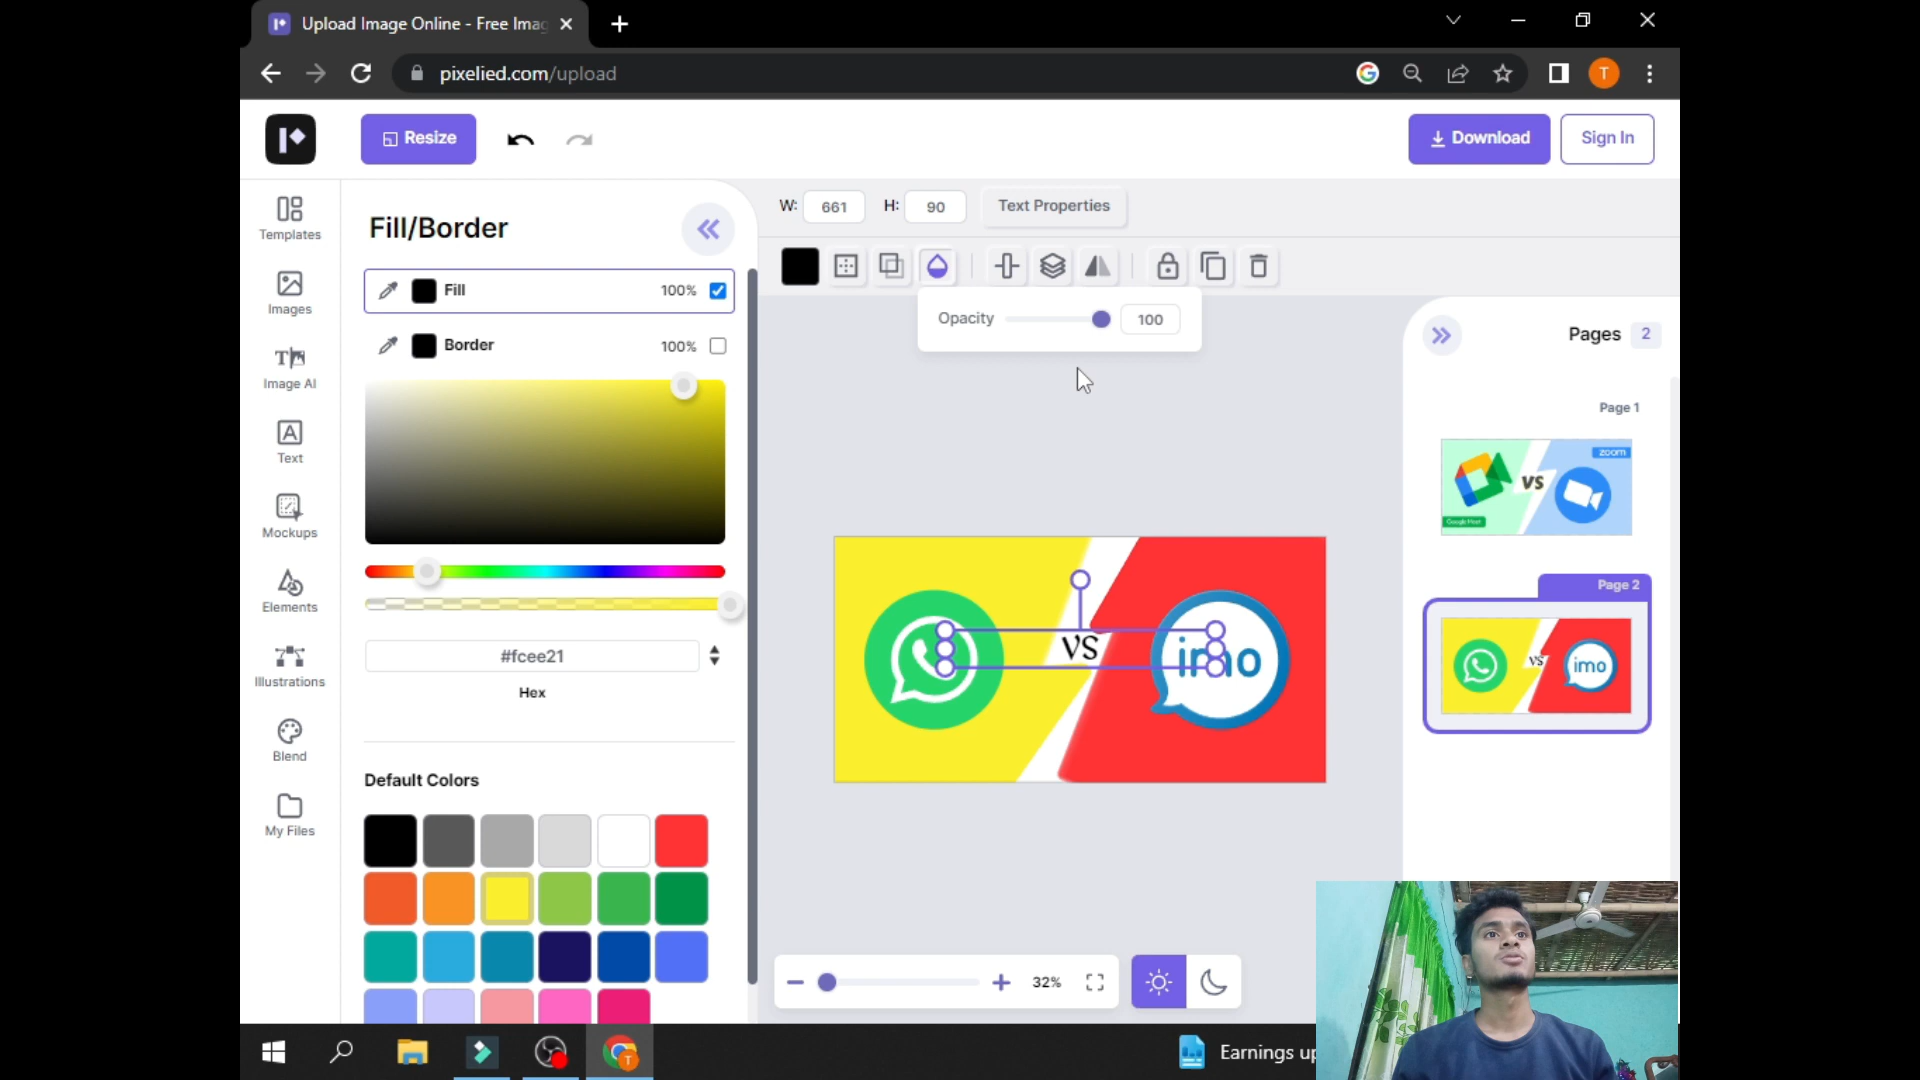 Upload Image Online - Free Imag
pixelied.com/upload
T
Resize
Download
Sign In
Templates
Images
Image AI
Text
Mockups
Elements
Illustrations
Blend
My Files
Fill/Border
Fill 100%
Border 100%
#fcee21
Hex
Default Colors
W: 661 H: 90 Text Properties
Opacity 100
VS
imo
Pages 2
Page 1
zoom
VS
Google Meet
Page 2
VS
imo
32%
Earnings up
T